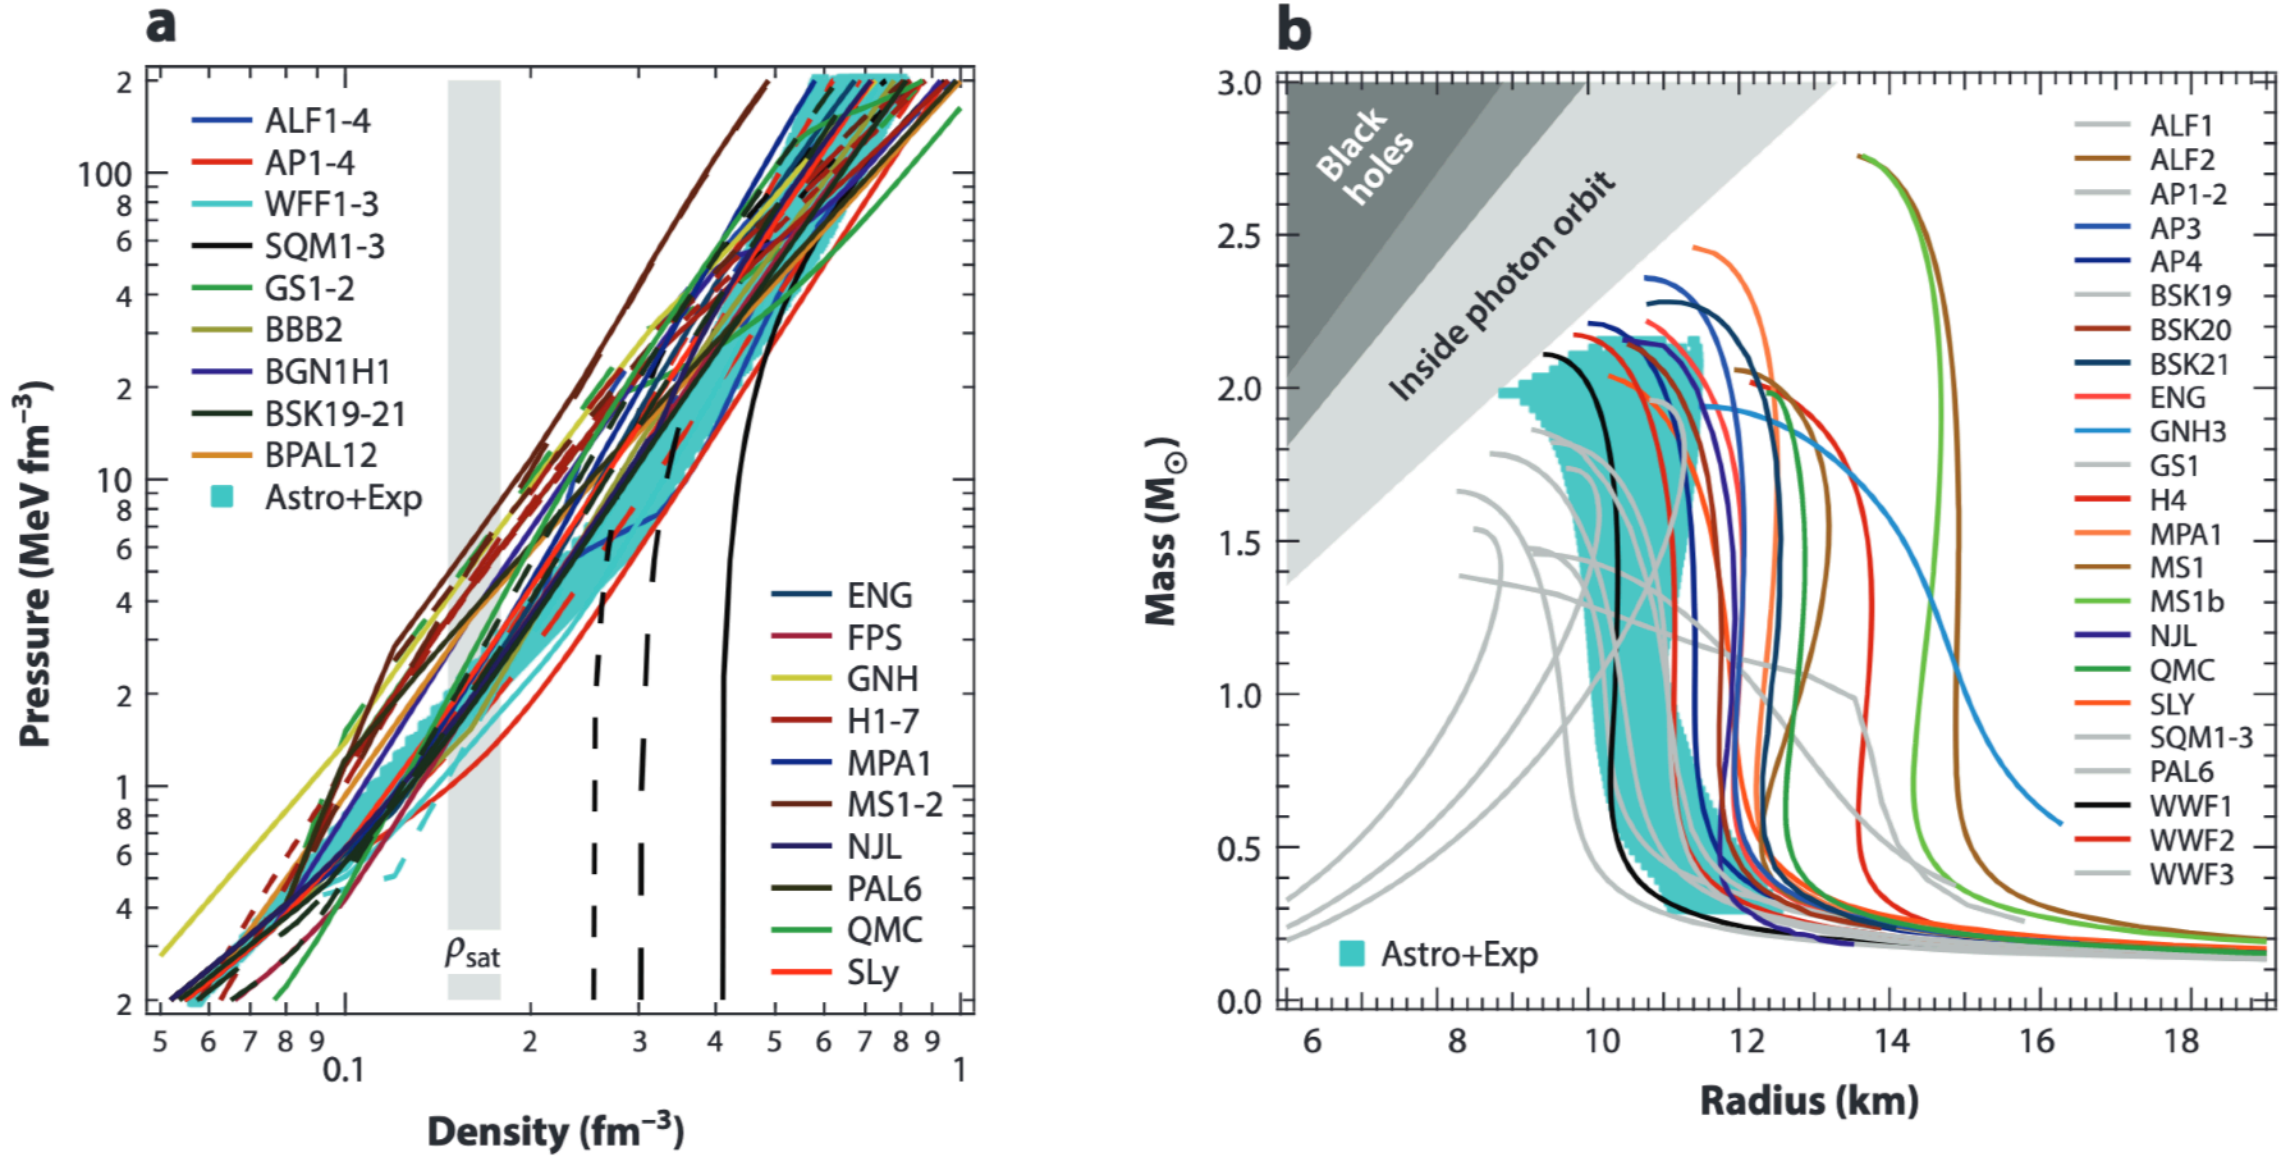 a
Pressure (MeV fm⁻³)
2
100
8
6
4
2
10
8
6
4
2
1
8
6
4
2
ALF1-4
AP1-4
WFF1-3
SQM1-3
GS1-2
BBB2
BGN1H1
BSK19-21
BPAL12
Astro+Exp
ENG
FPS
GNH
H1-7
MPA1
MS1-2
NJL
PAL6
QMC
SLy
ρsat
5 6 7 8 9 2 3 4 5 6 7 8 9
0.1 1
Density (fm⁻³)
b
Mass (M⊙)
3.0
2.5
2.0
1.5
1.0
0.5
0.0
Black
holes
Inside photon orbit
ALF1
ALF2
AP1-2
AP3
AP4
BSK19
BSK20
BSK21
ENG
GNH3
GS1
H4
MPA1
MS1
MS1b
NJL
QMC
SLY
SQM1-3
PAL6
WWF1
WWF2
WWF3
Astro+Exp
6 8 10 12 14 16 18
Radius (km)